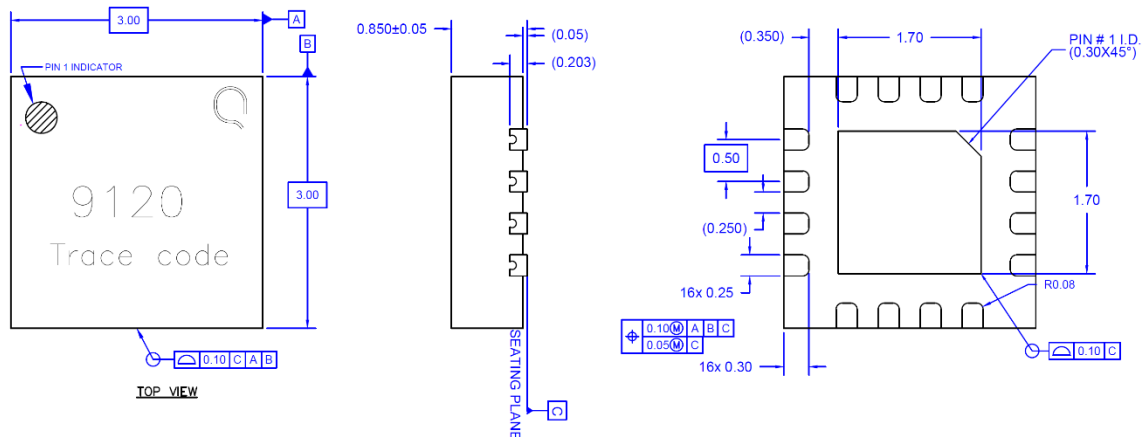 3.00
A
B
PIN 1 INDICATOR
9120
Trace code
3.00
⌓ 0.10 C A B
TOP VIEW
0.850±0.05
(0.05)
(0.203)
SEATING PLANE
C
(0.350)
1.70
PIN # 1 I.D.
(0.30X45°)
0.50
(0.250)
1.70
16x 0.25
R0.08
⌖ 0.10Ⓜ A B C
0.05Ⓜ C
16x 0.30
⌓ 0.10 C